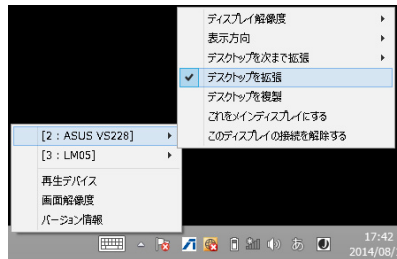 ディスプレイ解像度
表示方向
デスクトップを次まで拡張
デスクトップを拡張
デスクトップを複製
これをメインディスプレイにする
このディスプレイの接続を解除する
[2 : ASUS VS228]
[3 : LM05]
再生デバイス
画面解像度
バージョン情報
あ
17:42
2014/08/